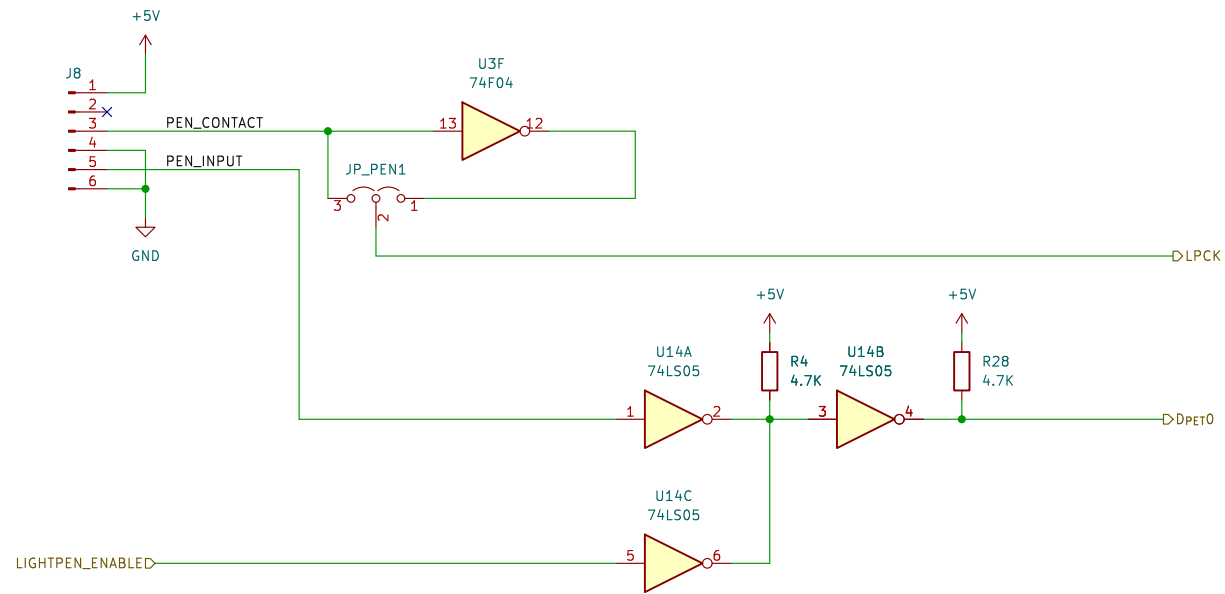 +5V
J8
1
2
3
4
5
6
PEN_CONTACT
PEN_INPUT
GND
U3F
74F04
13
12
JP_PEN1
3
2
1
LPCK
+5V
+5V
U14A
74LS05
1
2
R4
4.7K
U14B
74LS05
3
4
R28
4.7K
DPET0
U14C
74LS05
5
6
LIGHTPEN_ENABLE